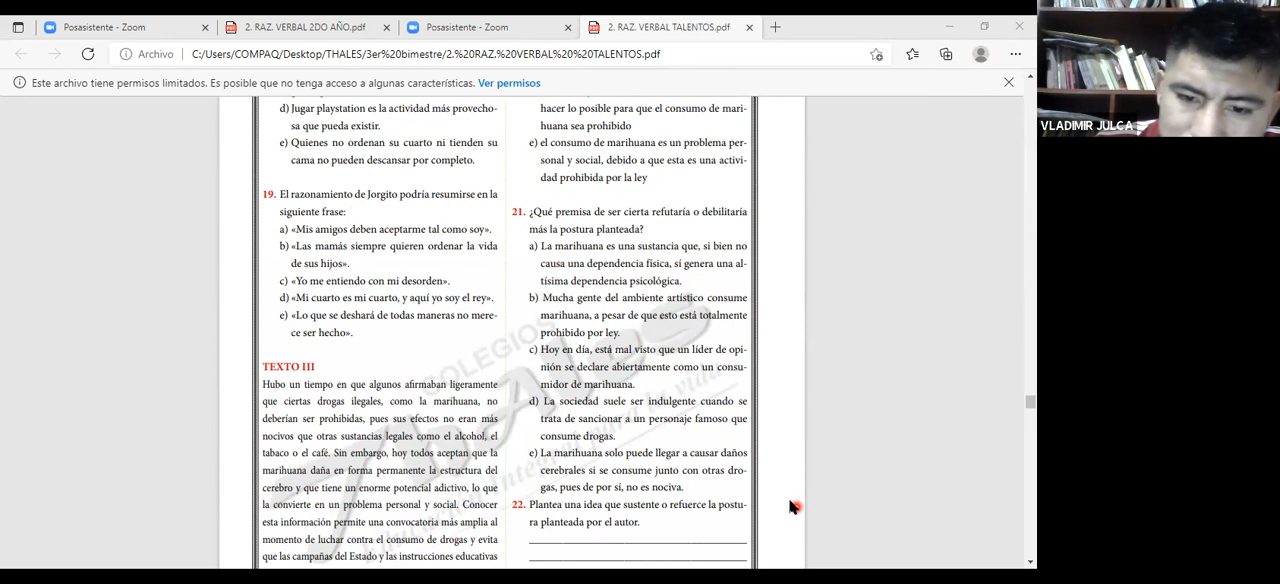 Posasistente - Zoom
2. RAZ. VERBAL 2DO AÑO.pdf
Posasistente - Zoom
2. RAZ. VERBAL TALENTOS.pdf
Archivo
C:/Users/COMPAQ/Desktop/THALES/3er%20bimestre/2.%20RAZ.%20VERBAL%20%20TALENTOS.pdf
Este archivo tiene permisos limitados. Es posible que no tenga acceso a algunas características. Ver permisos
VLADIMIR JULCA
d) Jugar playstation es la actividad más provecho-
sa que pueda existir.
e) Quienes no ordenan su cuarto ni tienden su
cama no pueden descansar por completo.
19. El razonamiento de Jorgito podría resumirse en la
siguiente frase:
a) «Mis amigos deben aceptarme tal como soy».
b) «Las mamás siempre quieren ordenar la vida
de sus hijos».
c) «Yo me entiendo con mi desorden».
d) «Mi cuarto es mi cuarto, y aquí yo soy el rey».
e) «Lo que se deshará de todas maneras no mere-
ce ser hecho».
TEXTO III
Hubo un tiempo en que algunos afirmaban ligeramente
que ciertas drogas ilegales, como la marihuana, no
deberían ser prohibidas, pues sus efectos no eran más
nocivos que otras sustancias legales como el alcohol, el
tabaco o el café. Sin embargo, hoy todos aceptan que la
marihuana daña en forma permanente la estructura del
cerebro y que tiene un enorme potencial adictivo, lo que
la convierte en un problema personal y social. Conocer
esta información permite una convocatoria más amplia al
momento de luchar contra el consumo de drogas y evita
que las campañas del Estado y las instrucciones educativas
hacer lo posible para que el consumo de mari-
huana sea prohibido
e) el consumo de marihuana es un problema per-
sonal y social, debido a que esta es una activi-
dad prohibida por la ley
21. ¿Qué premisa de ser cierta refutaría o debilitaría
más la postura planteada?
a) La marihuana es una sustancia que, si bien no
causa una dependencia física, sí genera una al-
tísima dependencia psicológica.
b) Mucha gente del ambiente artístico consume
marihuana, a pesar de que esto está totalmente
prohibido por ley.
c) Hoy en día, está mal visto que un líder de opi-
nión se declare abiertamente como un consu-
midor de marihuana.
d) La sociedad suele ser indulgente cuando se
trata de sancionar a un personaje famoso que
consume drogas.
e) La marihuana solo puede llegar a causar daños
cerebrales si se consume junto con otras dro-
gas, pues de por sí, no es nociva.
22. Plantea una idea que sustente o refuerce la postu-
ra planteada por el autor.
COLEGIOS
Thales
Educación Integral para la vida